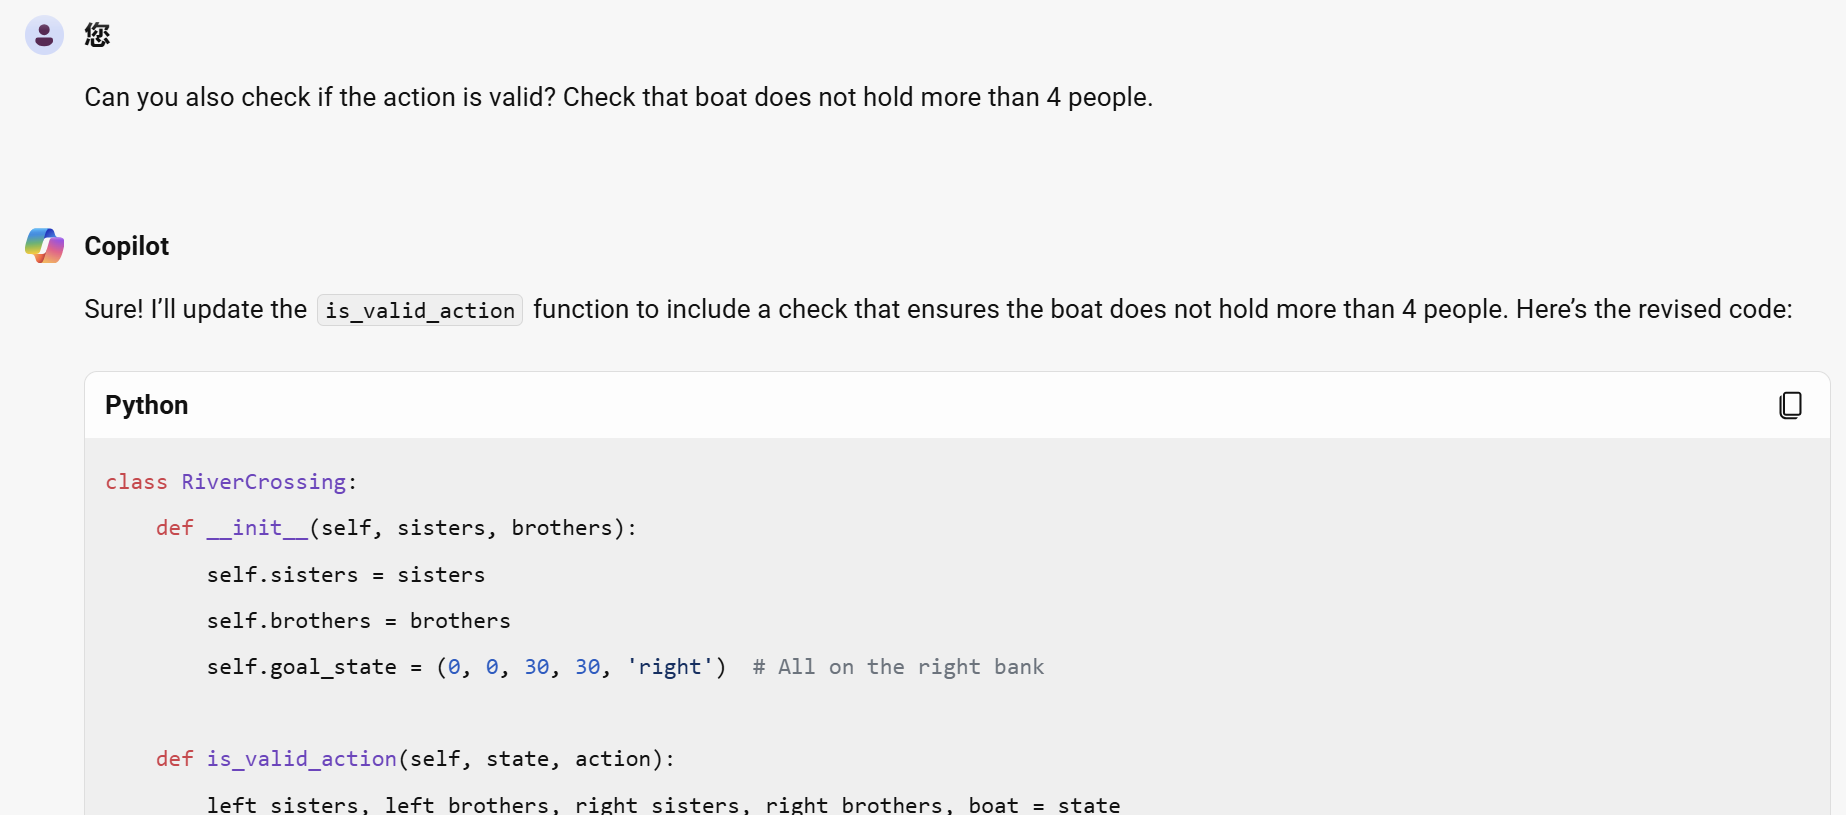 您
Can you also check if the action is valid? Check that boat does not hold more than 4 people.
Copilot
Sure! I’ll update the is_valid_action function to include a check that ensures the boat does not hold more than 4 people. Here’s the revised code:
Python
class RiverCrossing:
    def __init__(self, sisters, brothers):
        self.sisters = sisters
        self.brothers = brothers
        self.goal_state = (0, 0, 30, 30, 'right')  # All on the right bank
    def is_valid_action(self, state, action):
        left_sisters, left_brothers, right_sisters, right_brothers, boat = state